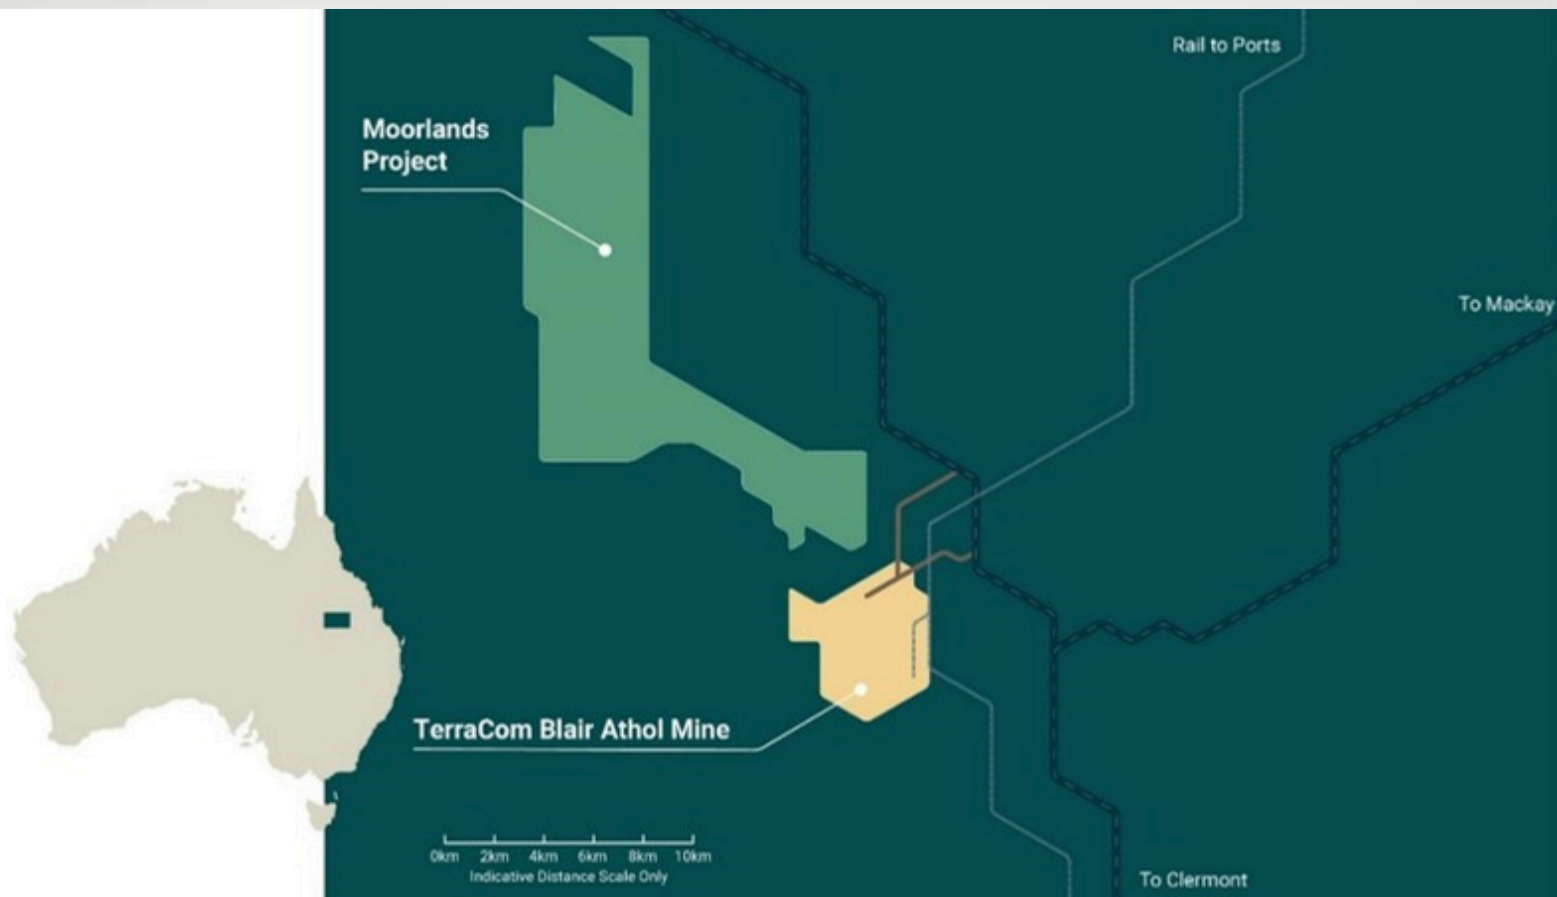 Rail to Ports
Moorlands
Project
To Mackay
TerraCom Blair Athol Mine
0km 2km 4km 6km 8km 10km
Indicative Distance Scale Only
To Clermont